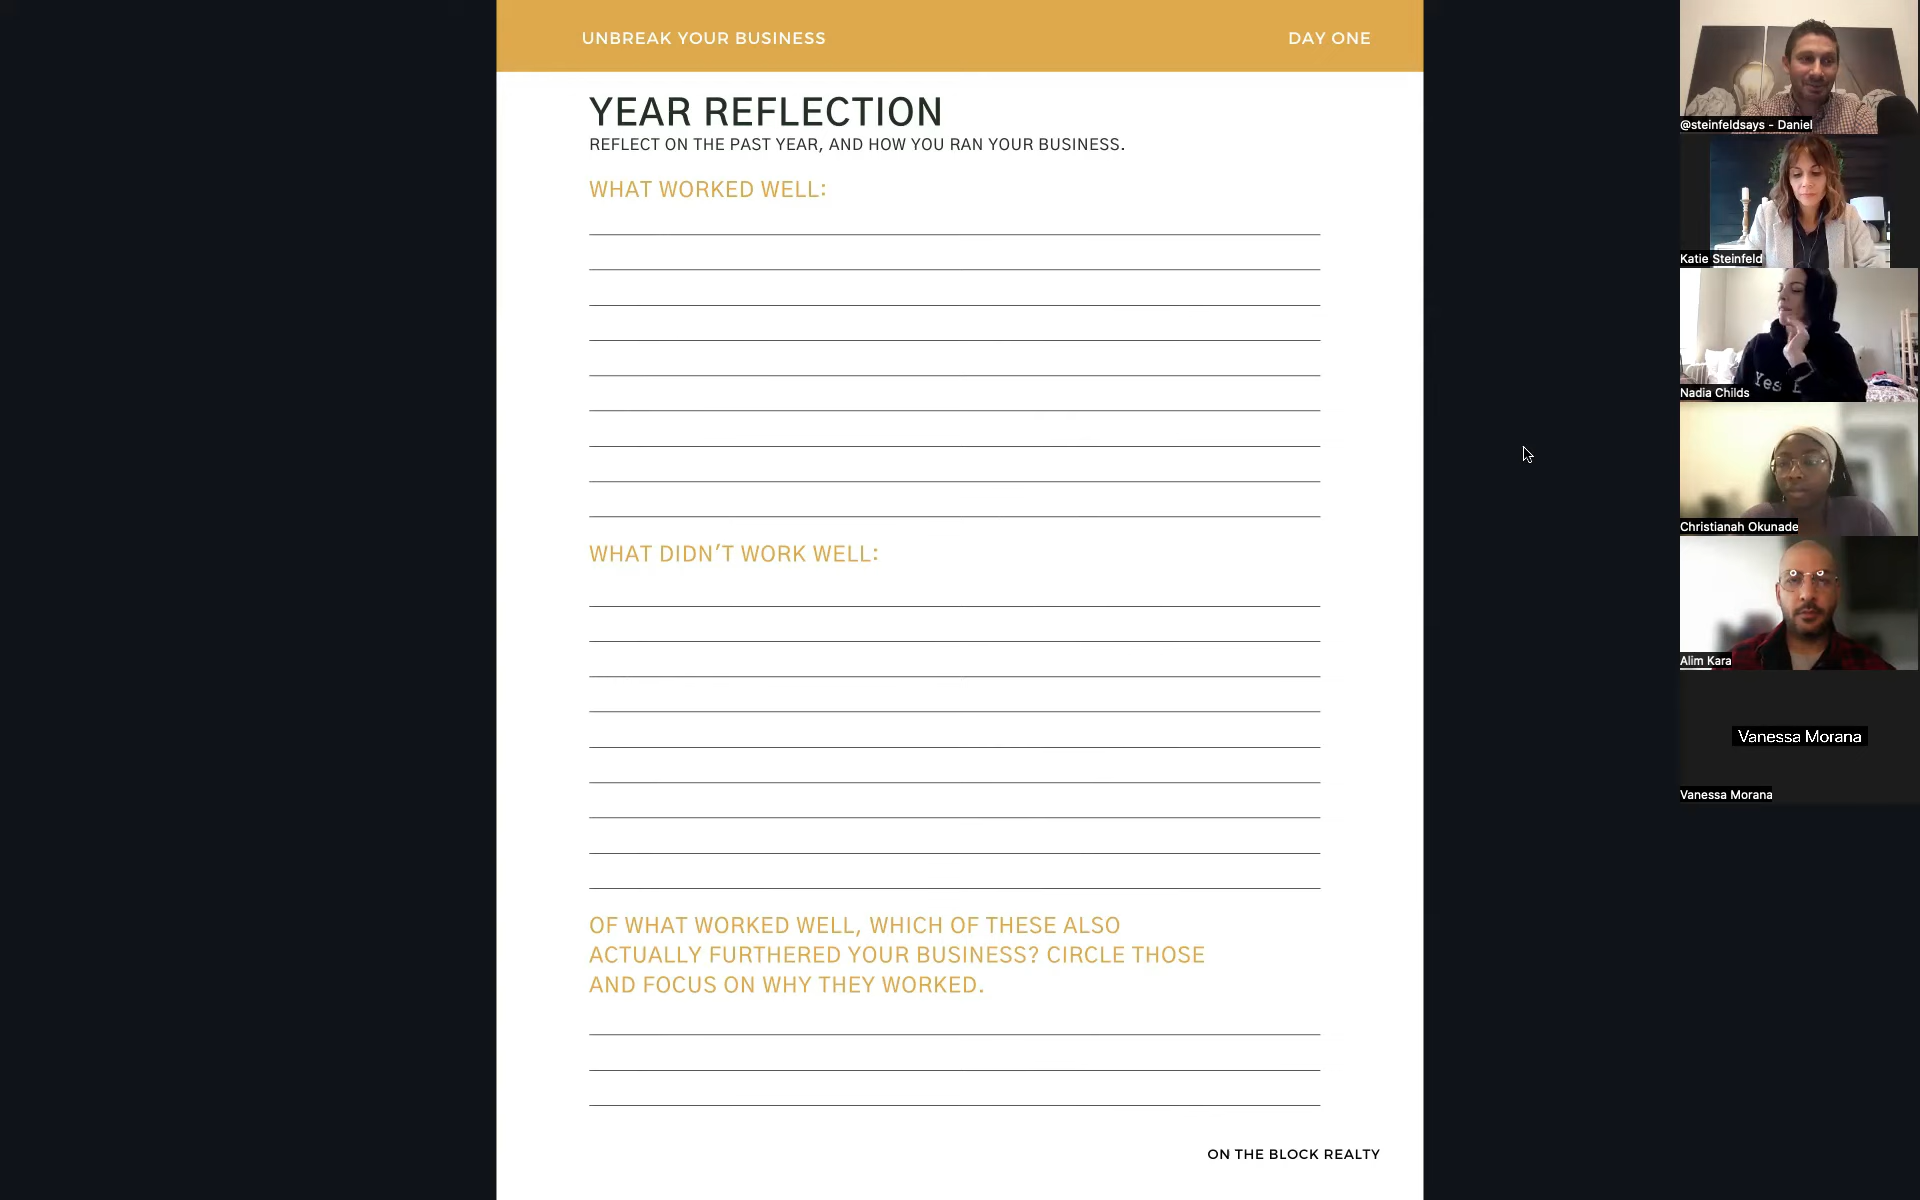 UNBREAK YOUR BUSINESS
DAY ONE
YEAR REFLECTION
REFLECT ON THE PAST YEAR, AND HOW YOU RAN YOUR BUSINESS.
WHAT WORKED WELL:
WHAT DIDN'T WORK WELL:
OF WHAT WORKED WELL, WHICH OF THESE ALSO
ACTUALLY FURTHERED YOUR BUSINESS? CIRCLE THOSE
AND FOCUS ON WHY THEY WORKED.
ON THE BLOCK REALTY
@steinfeldsays - Daniel
Katie Steinfeld
Yes
Nadia Childs
Christianah Okunade
Alim Kara
Vanessa Morana
Vanessa Morana